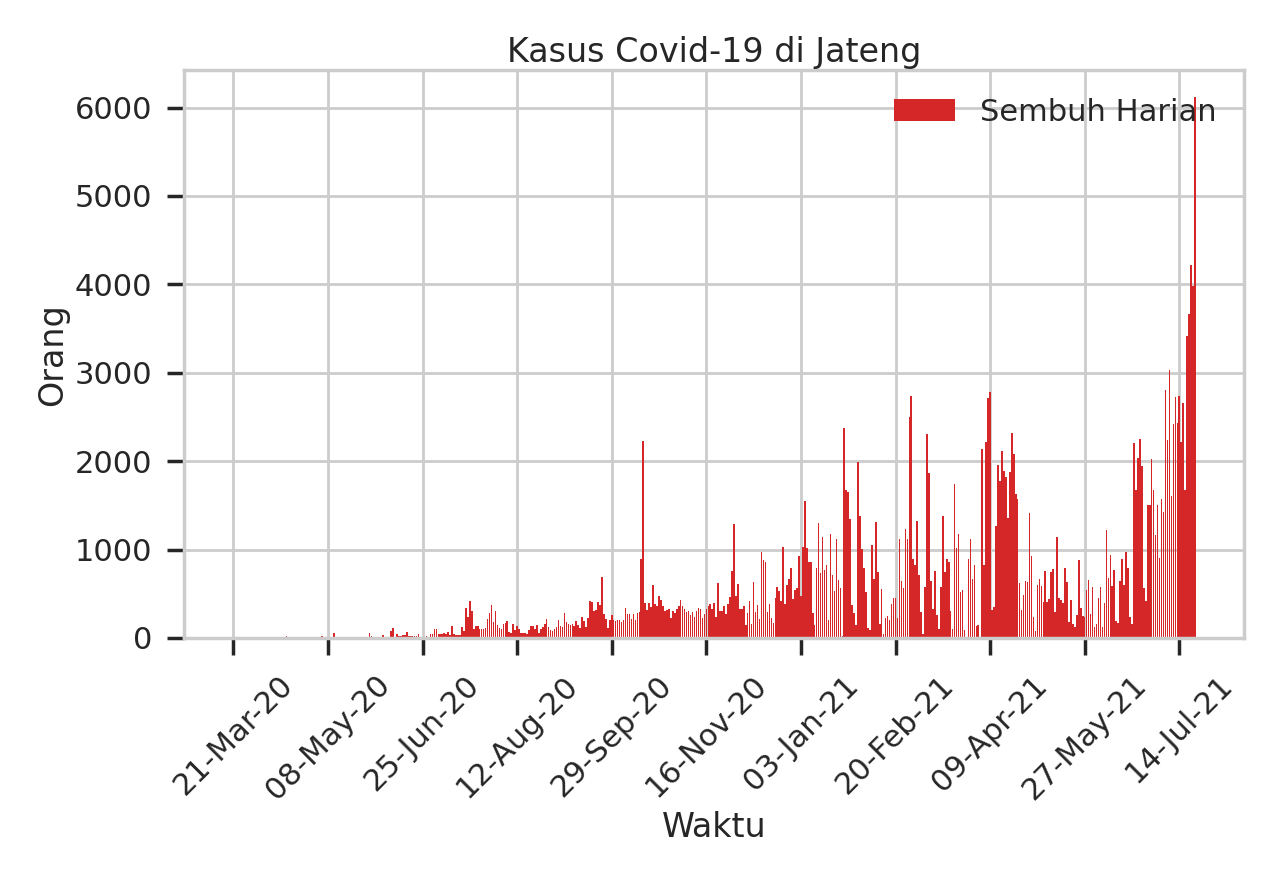 Kasus Covid-19 di Jateng
Sembuh Harian
Orang
6000
5000
4000
3000
2000
1000
0
21-Mar-20
08-May-20
25-Jun-20
12-Aug-20
29-Sep-20
16-Nov-20
03-Jan-21
20-Feb-21
09-Apr-21
27-May-21
14-Jul-21
Waktu